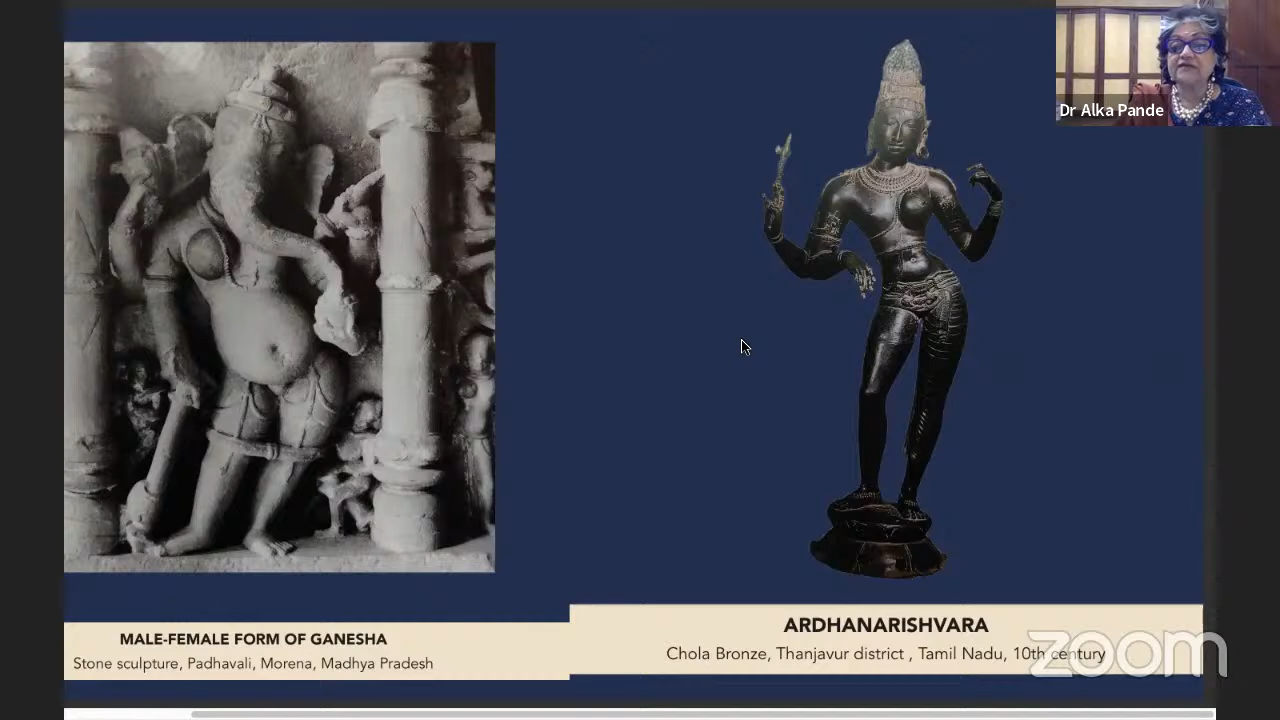 Dr Alka Pande
MALE-FEMALE FORM OF GANESHA
Stone sculpture, Padhavali, Morena, Madhya Pradesh
ARDHANARISHVARA
Chola Bronze, Thanjavur district , Tamil Nadu, 10th century
zoom